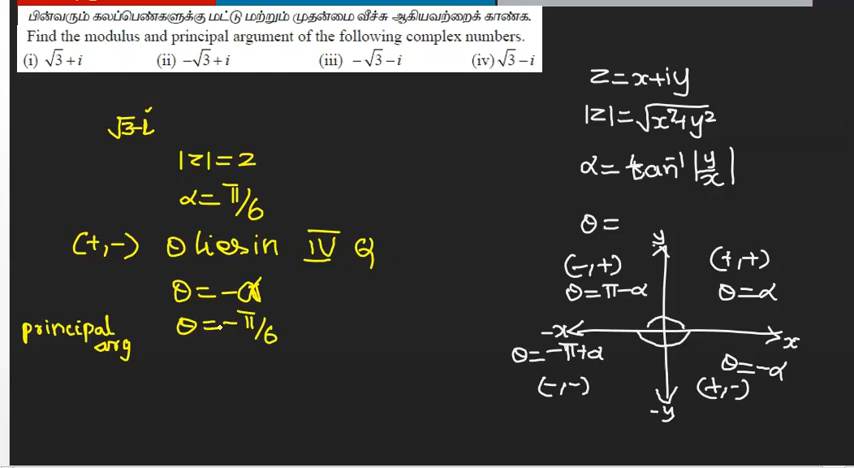 பின்வரும் கலப்பெண்களுக்கு மட்டு மற்றும் முதன்மை வீச்சு ஆகியவற்றைக் காண்க.
Find the modulus and principal argument of the following complex numbers.
(i) √3 + i (ii) −√3 + i (iii) −√3 − i (iv) √3 − i
√3-i
|z| = 2
α = π/6
(+,-) θ lies in IV Q
θ = -α
principal arg θ = -π/6
z = x+iy
|z| = √x²+y²
α = tan⁻¹ |y/x|
θ =
y
(-,+) (+,+)
θ = π-α θ = α
-x x
θ = -π+α θ = -α
(-,-) (+,-)
-y